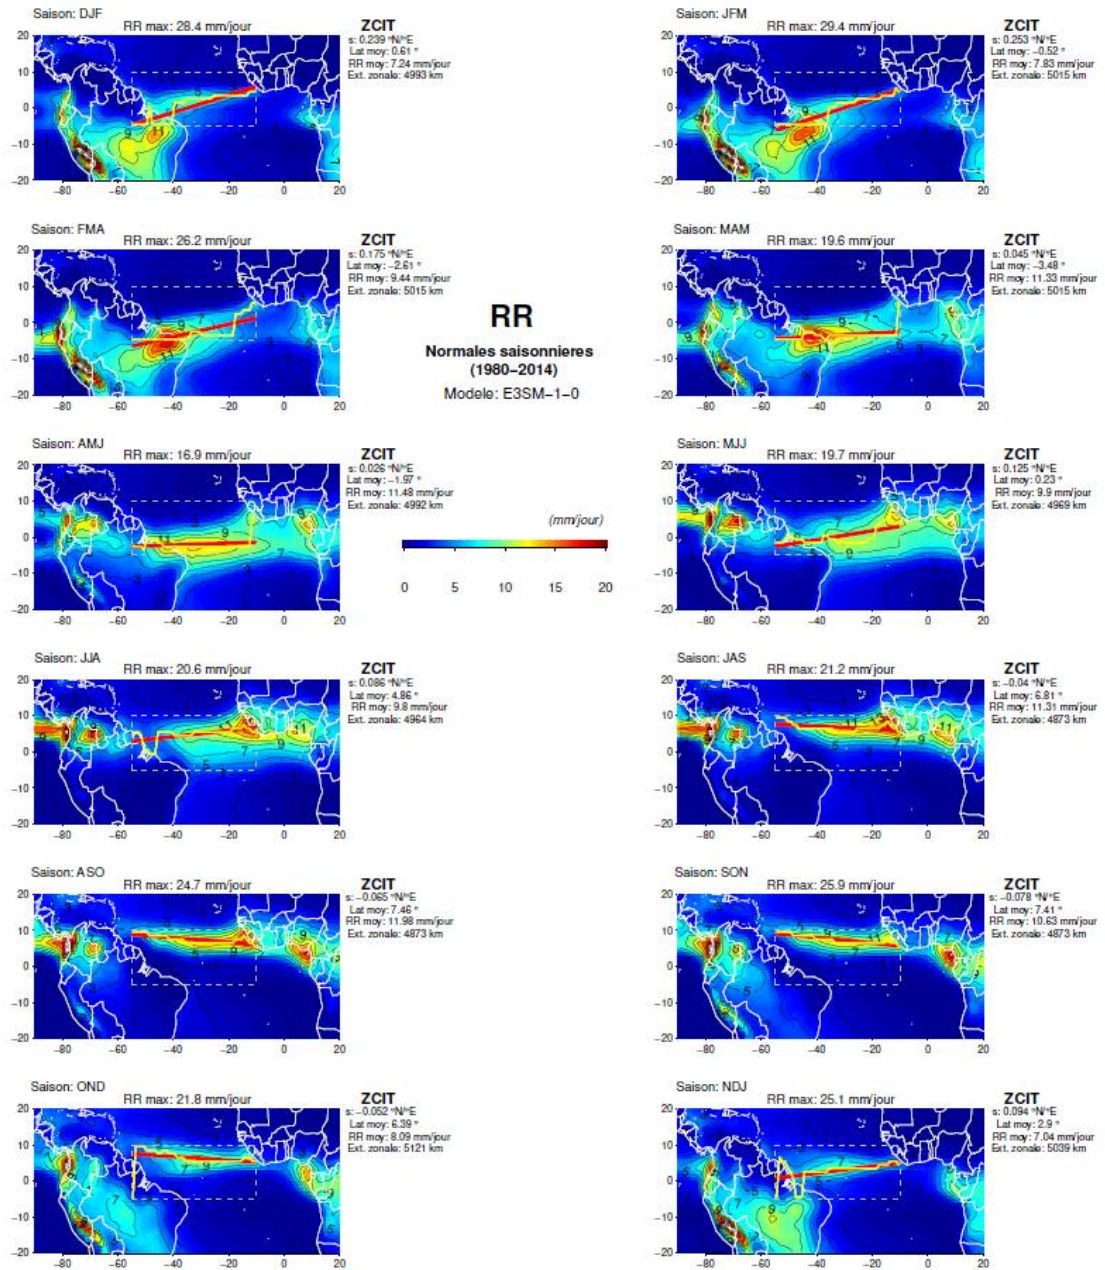 Saison: DJF
RR max: 28.4 mm/jour
ZCIT
s: 0.239 °N/°E
Lat moy: 0.61 °
RR moy: 7.24 mm/jour
Ext. zonale: 4993 km
Saison: JFM
RR max: 29.4 mm/jour
ZCIT
s: 0.253 °N/°E
Lat moy: −0.52 °
RR moy: 7.83 mm/jour
Ext. zonale: 5015 km
Saison: FMA
RR max: 26.2 mm/jour
ZCIT
s: 0.175 °N/°E
Lat moy: −2.61 °
RR moy: 9.44 mm/jour
Ext. zonale: 5015 km
RR
Normales saisonnieres
(1980−2014)
Modele: E3SM−1−0
Saison: MAM
RR max: 19.6 mm/jour
ZCIT
s: 0.045 °N/°E
Lat moy: −3.48 °
RR moy: 11.33 mm/jour
Ext. zonale: 5015 km
Saison: AMJ
RR max: 16.9 mm/jour
ZCIT
s: 0.026 °N/°E
Lat moy: −1.97 °
RR moy: 11.48 mm/jour
Ext. zonale: 4992 km
(mm/jour)
0 5 10 15 20
Saison: MJJ
RR max: 19.7 mm/jour
ZCIT
s: 0.125 °N/°E
Lat moy: 0.23 °
RR moy: 9.9 mm/jour
Ext. zonale: 4969 km
Saison: JJA
RR max: 20.6 mm/jour
ZCIT
s: 0.086 °N/°E
Lat moy: 4.86 °
RR moy: 9.8 mm/jour
Ext. zonale: 4964 km
Saison: JAS
RR max: 21.2 mm/jour
ZCIT
s: −0.04 °N/°E
Lat moy: 6.81 °
RR moy: 11.31 mm/jour
Ext. zonale: 4873 km
Saison: ASO
RR max: 24.7 mm/jour
ZCIT
s: −0.065 °N/°E
Lat moy: 7.46 °
RR moy: 11.98 mm/jour
Ext. zonale: 4873 km
Saison: SON
RR max: 25.9 mm/jour
ZCIT
s: −0.078 °N/°E
Lat moy: 7.41 °
RR moy: 10.63 mm/jour
Ext. zonale: 4873 km
Saison: OND
RR max: 21.8 mm/jour
ZCIT
s: −0.052 °N/°E
Lat moy: 6.39 °
RR moy: 8.09 mm/jour
Ext. zonale: 5121 km
Saison: NDJ
RR max: 25.1 mm/jour
ZCIT
s: 0.094 °N/°E
Lat moy: 2.9 °
RR moy: 7.04 mm/jour
Ext. zonale: 5039 km
20
10
0
−10
−20
−80 −60 −40 −20 0 20